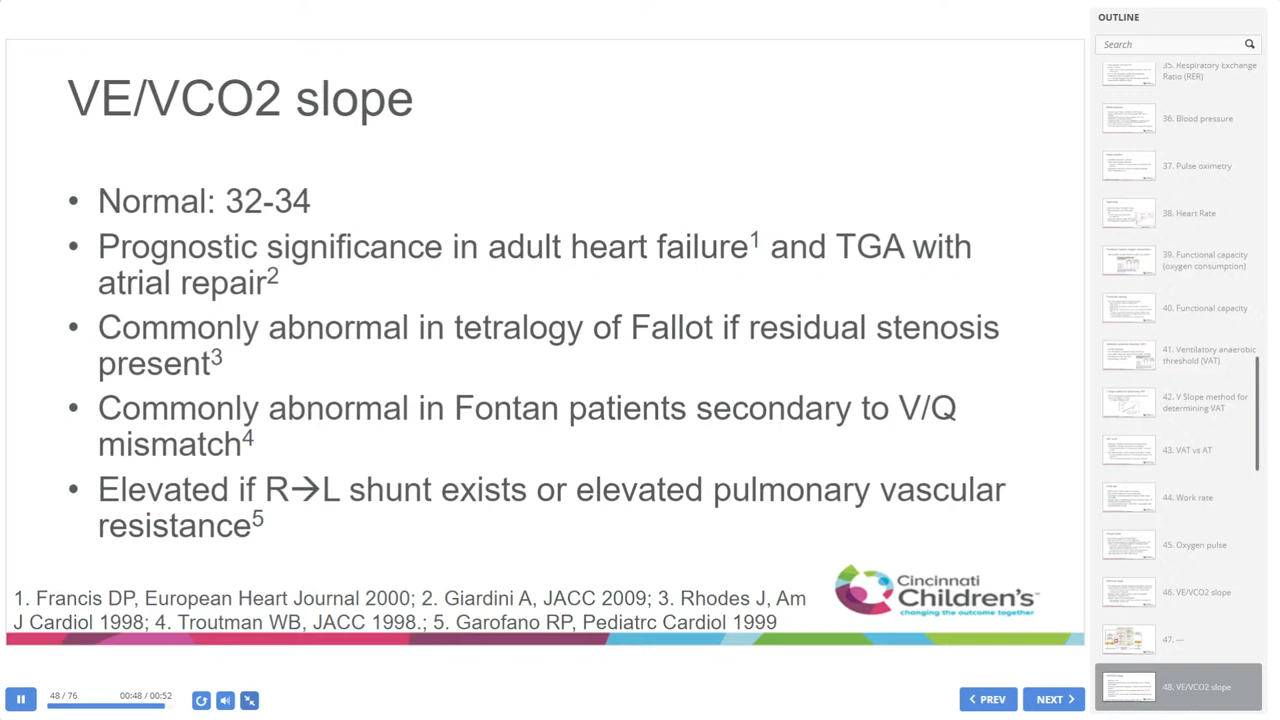 VE/VCO2 slope
• Normal: 32-34
• Prognostic significance in adult heart failure1 and TGA with
atrial repair2
• Commonly abnormal in tetralogy of Fallot if residual stenosis
present3
• Commonly abnormal in Fontan patients secondary to V/Q
mismatch4
• Elevated if R→L shunt exists or elevated pulmonary vascular
resistance5
1. Francis DP, European Heart Journal 2000; 2. Giardini A, JACC 2009; 3. Rhodes J, Am
J Cardiol 1998; 4. Troutman WB, JACC 1998.; 5. Garofano RP, Pediatrc Cardiol 1999
Cincinnati
Children's
changing the outcome together
48 / 76
00:48 / 00:52
PREV
NEXT
OUTLINE
Search
35. Respiratory Exchange
Ratio (RER)
36. Blood pressure
37. Pulse oximetry
38. Heart Rate
39. Functional capacity
(oxygen consumption)
40. Functional capacity
41. Ventilatory anaerobic
threshold (VAT)
42. V Slope method for
determining VAT
43. VAT vs AT
44. Work rate
45. Oxygen pulse
46. VE/VCO2 slope
47. ---
48. VE/VCO2 slope